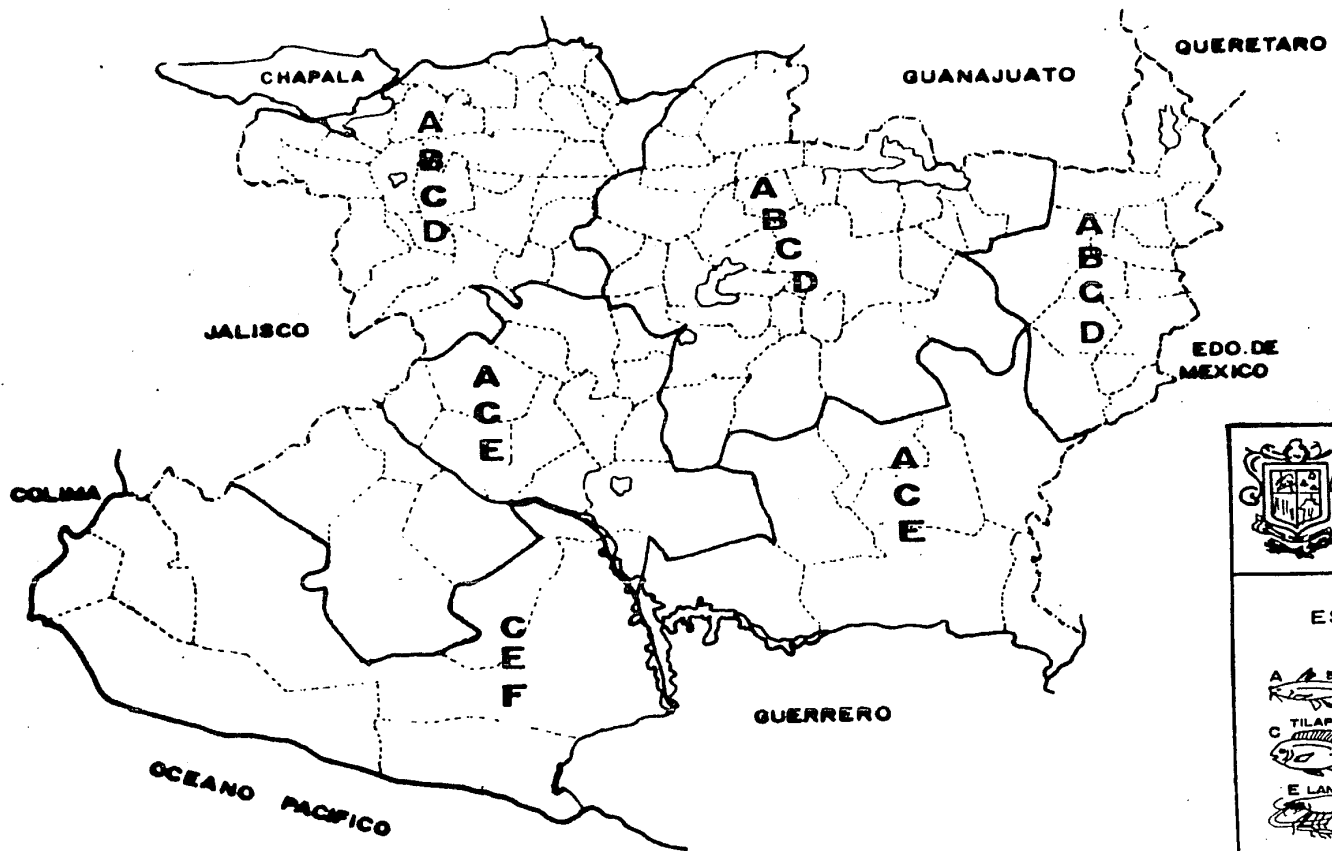 QUERETARO
CHAPALA
GUANAJUATO
A
B
C
D
A
B
C
D
A
B
C
D
JALISCO
EDO. DE
MEXICO
A
C
E
A
C
E
COLIMA
C
E
F
GUERRERO
OCEANO PACIFICO
A
C
E